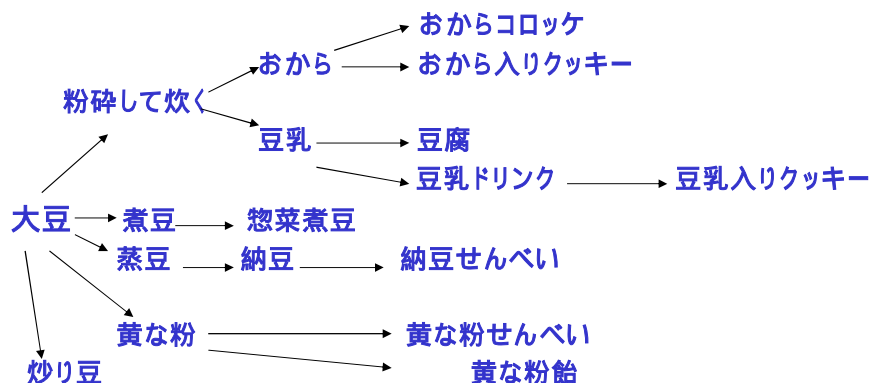 おからコロッケ
おから おから入りクッキー
粉砕して炊く
豆乳 豆腐
豆乳ドリンク 豆乳入りクッキー
大豆 煮豆 惣菜煮豆
蒸豆 納豆 納豆せんべい
黄な粉 黄な粉せんべい
炒り豆 黄な粉飴